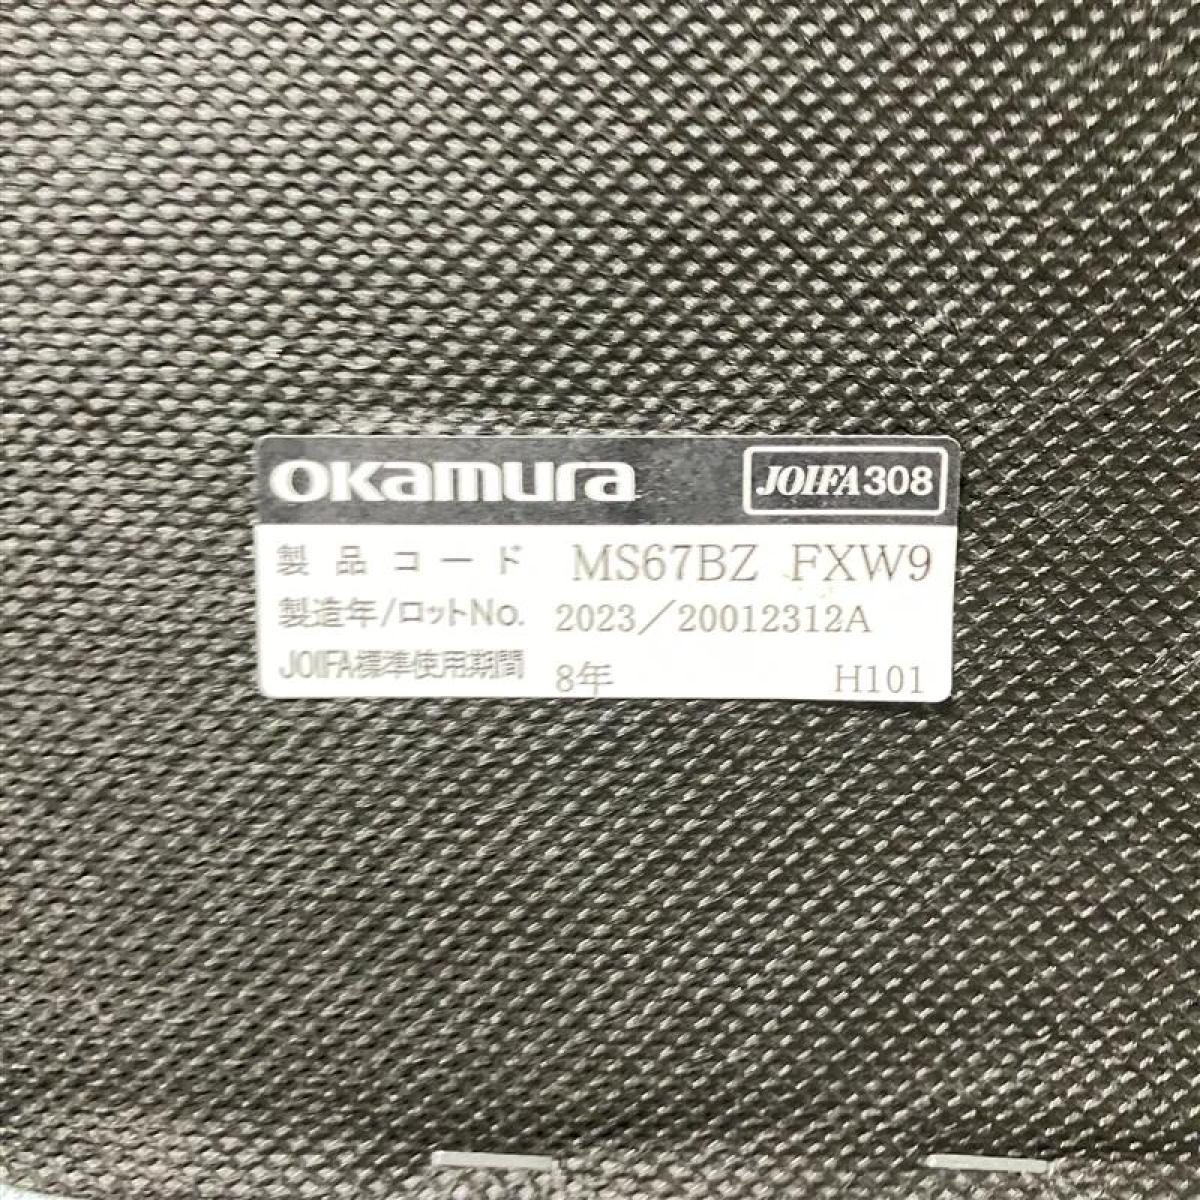 okamura JOIFA308
製品コード MS67BZ FXW9
製造年/ロットNo. 2023/20012312A
JOIFA標準使用期間 8年 H101